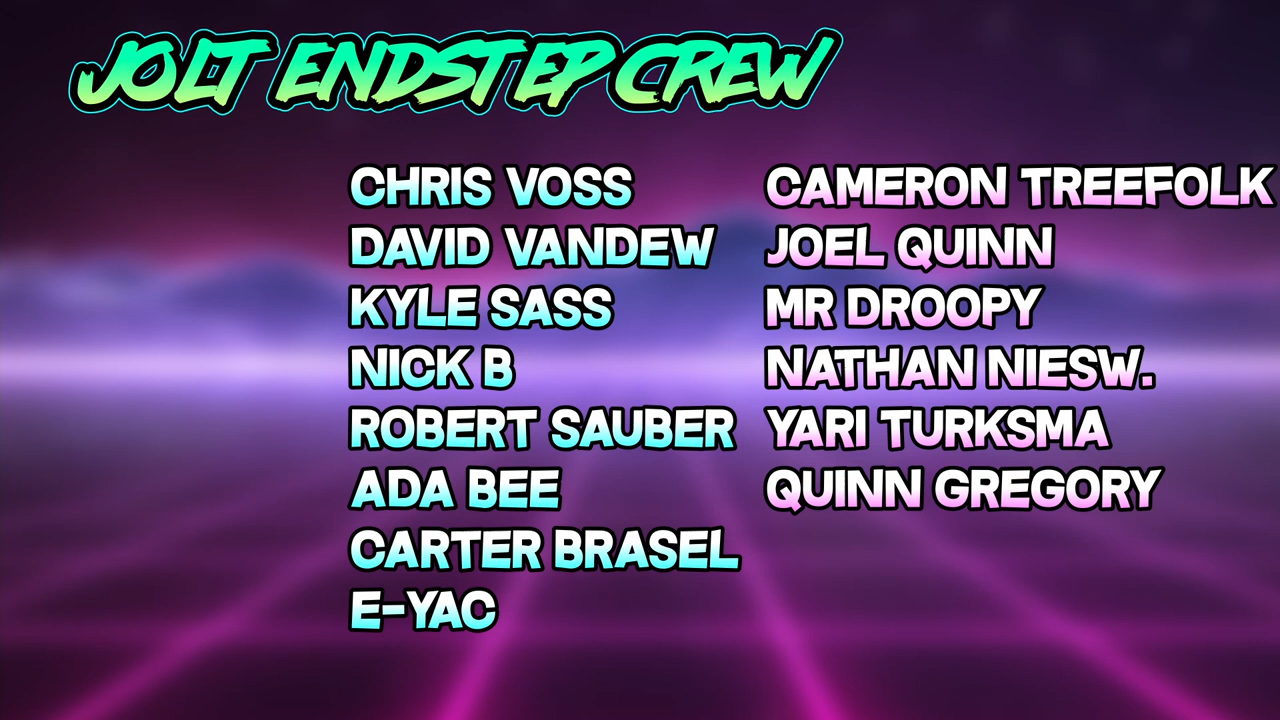 JOLT ENDSTEP CREW
CHRIS VOSS
DAVID VANDEW
KYLE SASS
NICK B
ROBERT SAUBER
ADA BEE
CARTER BRASEL
E-YAC
CAMERON TREEFOLK
JOEL QUINN
MR DROOPY
NATHAN NIESW.
YARI TURKSMA
QUINN GREGORY